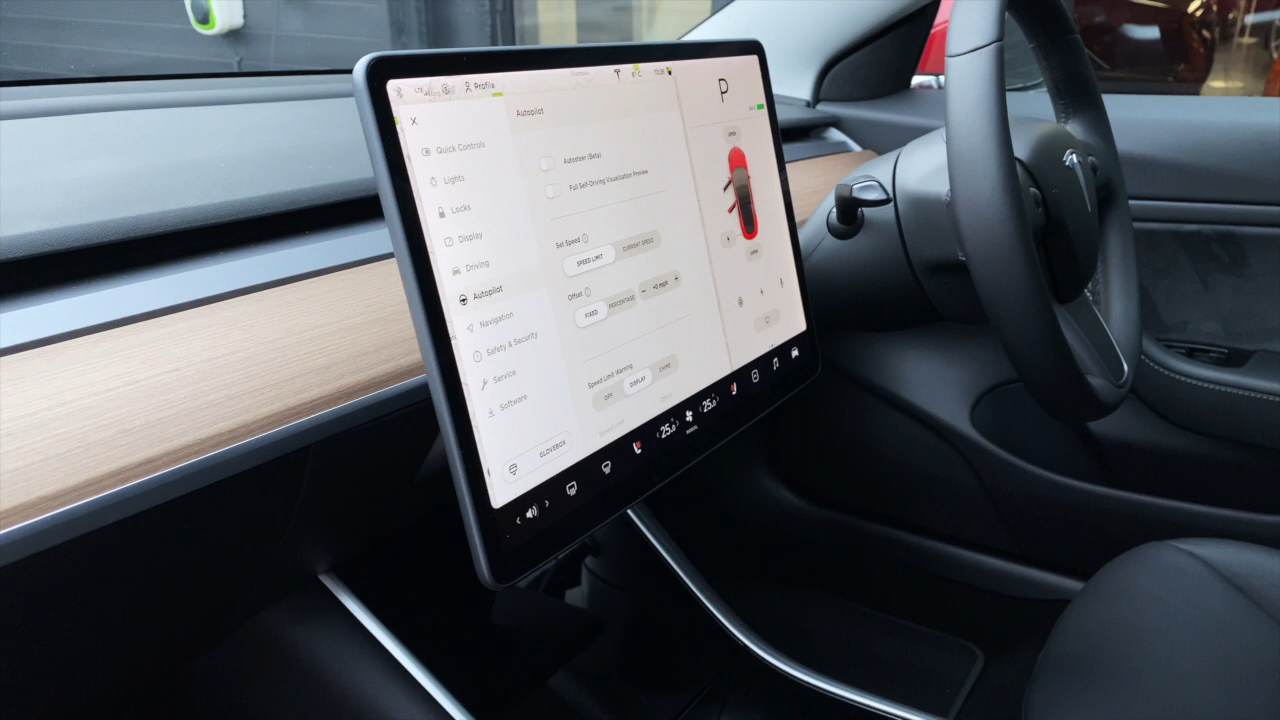 LTE
Profile
P
Autopilot
OPEN
Quick Controls
Autosteer (Beta)
Lights
Full Self-Driving Visualization Preview
Locks
Display
Set Speed
SPEED LIMIT
CURRENT SPEED
OPEN
Driving
Autopilot
Offset
FIXED
PERCENTAGE
+0 mph
Navigation
Safety & Security
Service
Speed Limit Warning
OFF
DISPLAY
CHIME
Software
GLOVEBOX
25.0
25.0
MANUAL